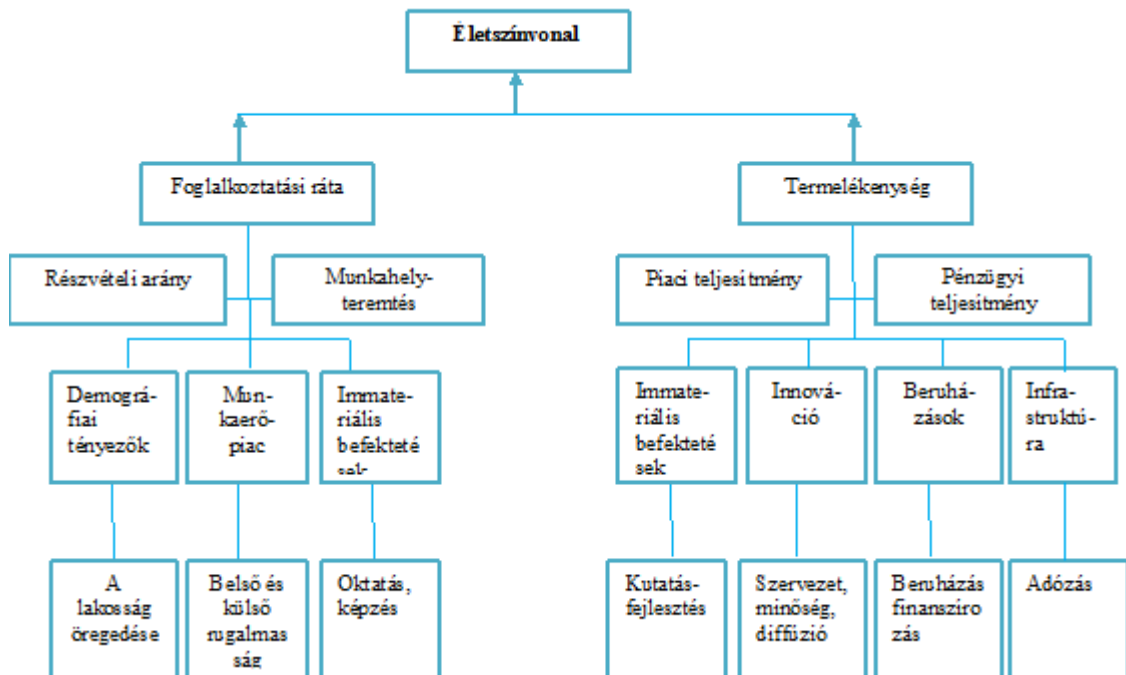 Életszínvonal
Foglalkoztatási ráta
Termelékenység
Részvételi arány
Munkahely-
teremtés
Piaci teljesítmény
Pénzügyi
teljesítmény
Demográ-
fiai
tényezők
Mun-
kaerő-
piac
Immate-
riális
befekteté
sek
Immate-
riális
befekteté
sek
Innová-
ció
Beruhá-
zások
Infra-
struktú-
ra
A
lakosság
öregedése
Belső és
külső
rugalmas
ság
Oktatás,
képzés
Kutatás-
fejlesztés
Szervezet,
minőség,
diffúzió
Beruházás
finansziro
zás
Adózás